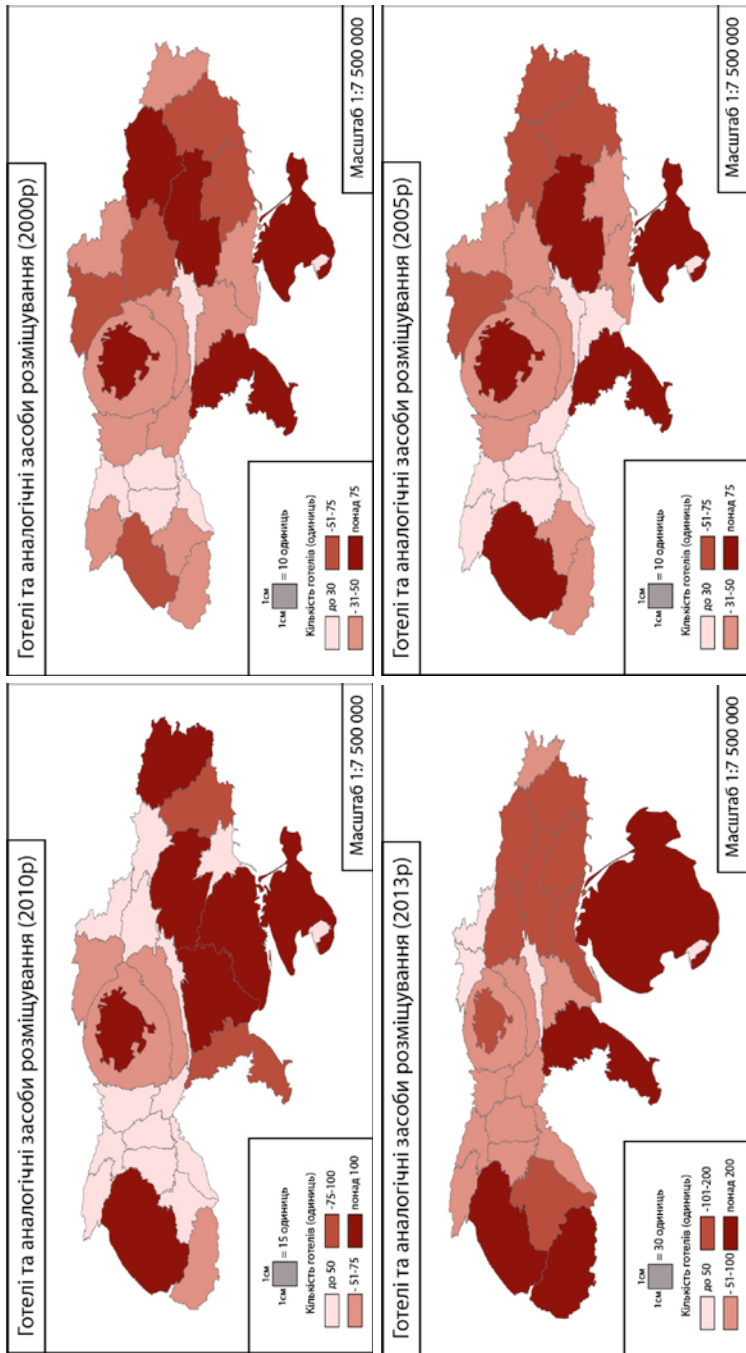 Готелі та аналогічні засоби розміщування (2000р)
1см
1см = 10 одиниць
Кількість готелів (одиниць)
до 30 -51-75
- 31-50 понад 75
Масштаб 1:7 500 000
Готелі та аналогічні засоби розміщування (2005р)
1см
1см = 10 одиниць
Кількість готелів (одиниць)
до 30 -51-75
- 31-50 понад 75
Масштаб 1:7 500 000
Готелі та аналогічні засоби розміщування (2010р)
1см
1см = 15 одиниць
Кількість готелів (одиниць)
до 50 -75-100
- 51-75 понад 100
Масштаб 1:7 500 000
Готелі та аналогічні засоби розміщування (2013р)
1см
1см = 30 одиниць
Кількість готелів (одиниць)
до 50 -101-200
- 51-100 понад 200
Масштаб 1:7 500 000